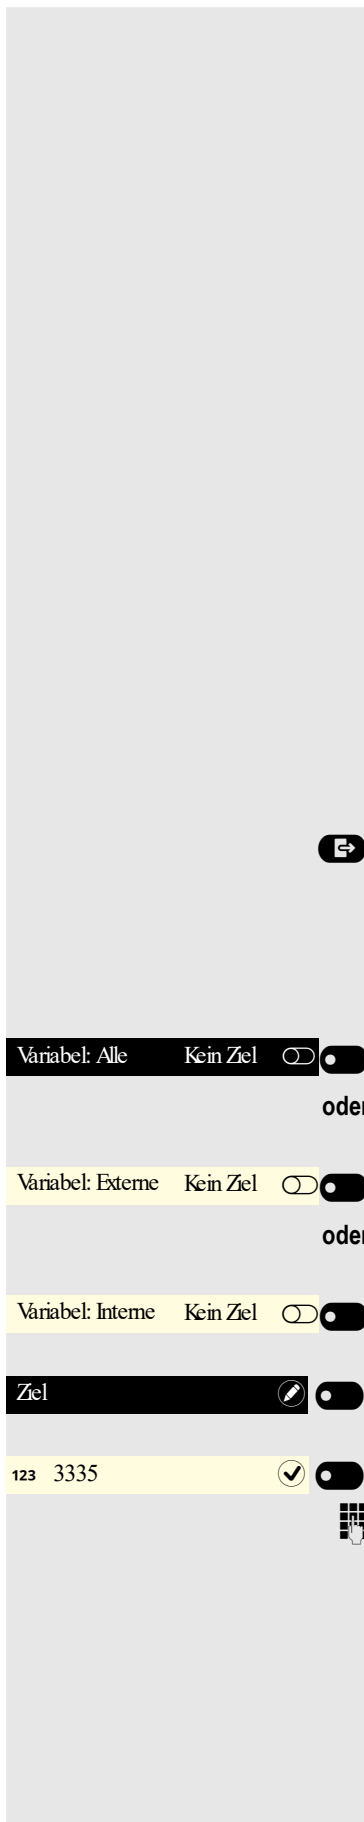 Variabel: Alle Kein Ziel
oder
Variabel: Externe Kein Ziel
oder
Variabel: Interne Kein Ziel
Ziel
123 3335